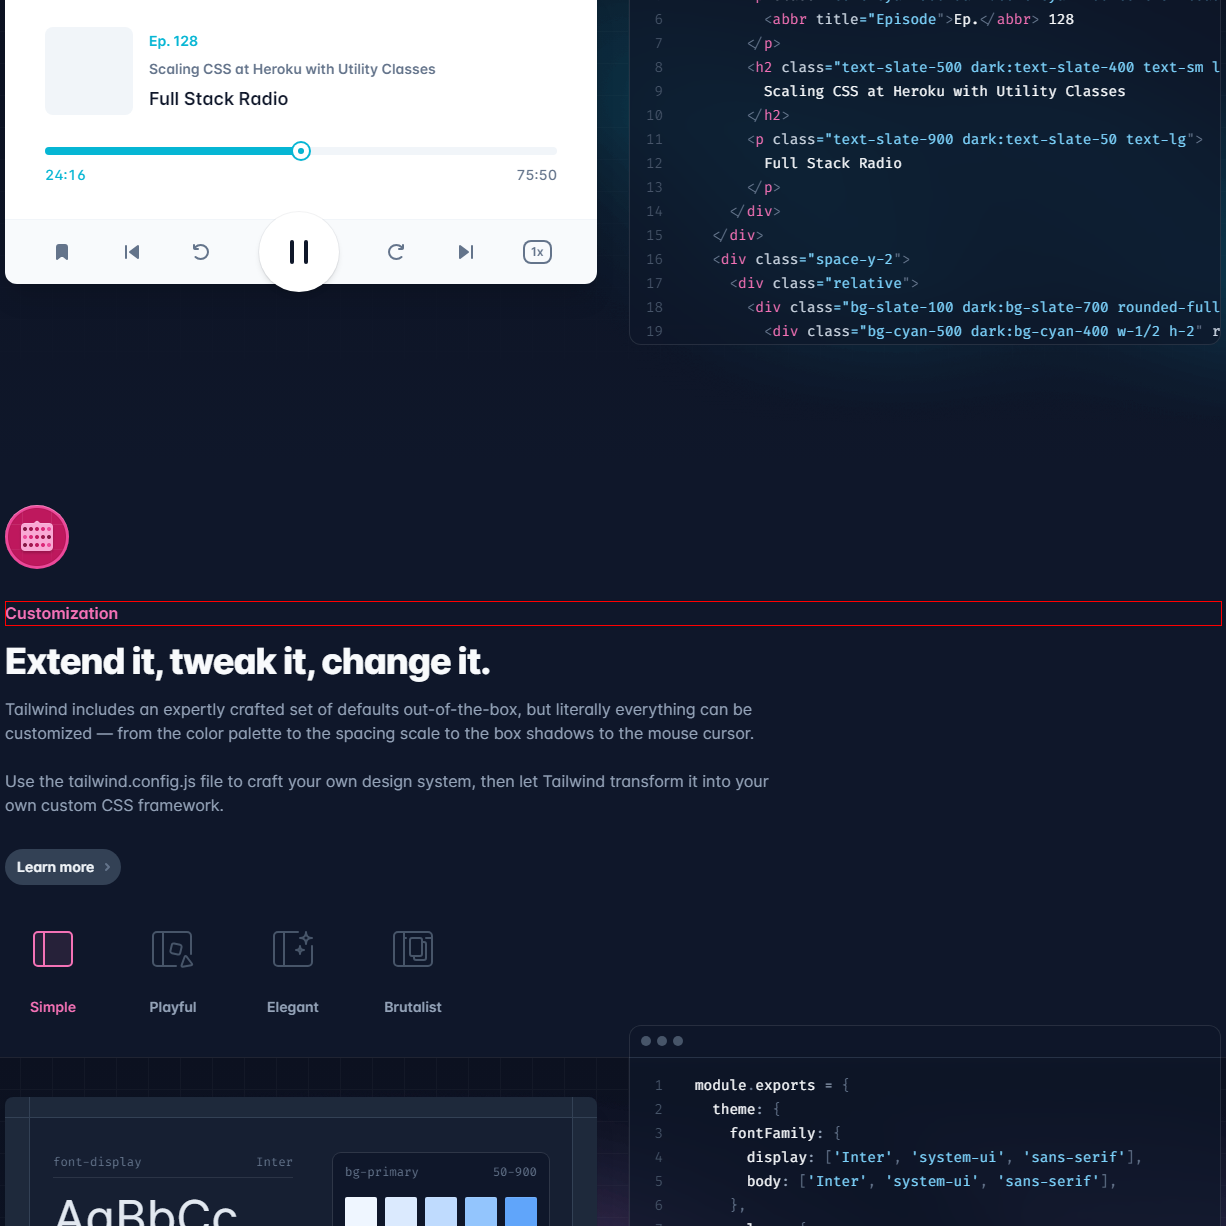 Ep. 128
Scaling CSS at Heroku with Utility Classes
Full Stack Radio
24:16
75:50
1x
6 <abbr title="Episode">Ep.</abbr> 128
7 </p>
8 <h2 class="text-slate-500 dark:text-slate-400 text-sm l
9 Scaling CSS at Heroku with Utility Classes
10 </h2>
11 <p class="text-slate-900 dark:text-slate-50 text-lg">
12 Full Stack Radio
13 </p>
14 </div>
15 </div>
16 <div class="space-y-2">
17 <div class="relative">
18 <div class="bg-slate-100 dark:bg-slate-700 rounded-full
19 <div class="bg-cyan-500 dark:bg-cyan-400 w-1/2 h-2" r
Customization
Extend it, tweak it, change it.
Tailwind includes an expertly crafted set of defaults out-of-the-box, but literally everything can be
customized — from the color palette to the spacing scale to the box shadows to the mouse cursor.
Use the tailwind.config.js file to craft your own design system, then let Tailwind transform it into your
own custom CSS framework.
Learn more
Simple
Playful
Elegant
Brutalist
font-display Inter
AaBbCc
bg-primary 50-900
1 module.exports = {
2 theme: {
3 fontFamily: {
4 display: ['Inter', 'system-ui', 'sans-serif'],
5 body: ['Inter', 'system-ui', 'sans-serif'],
6 },